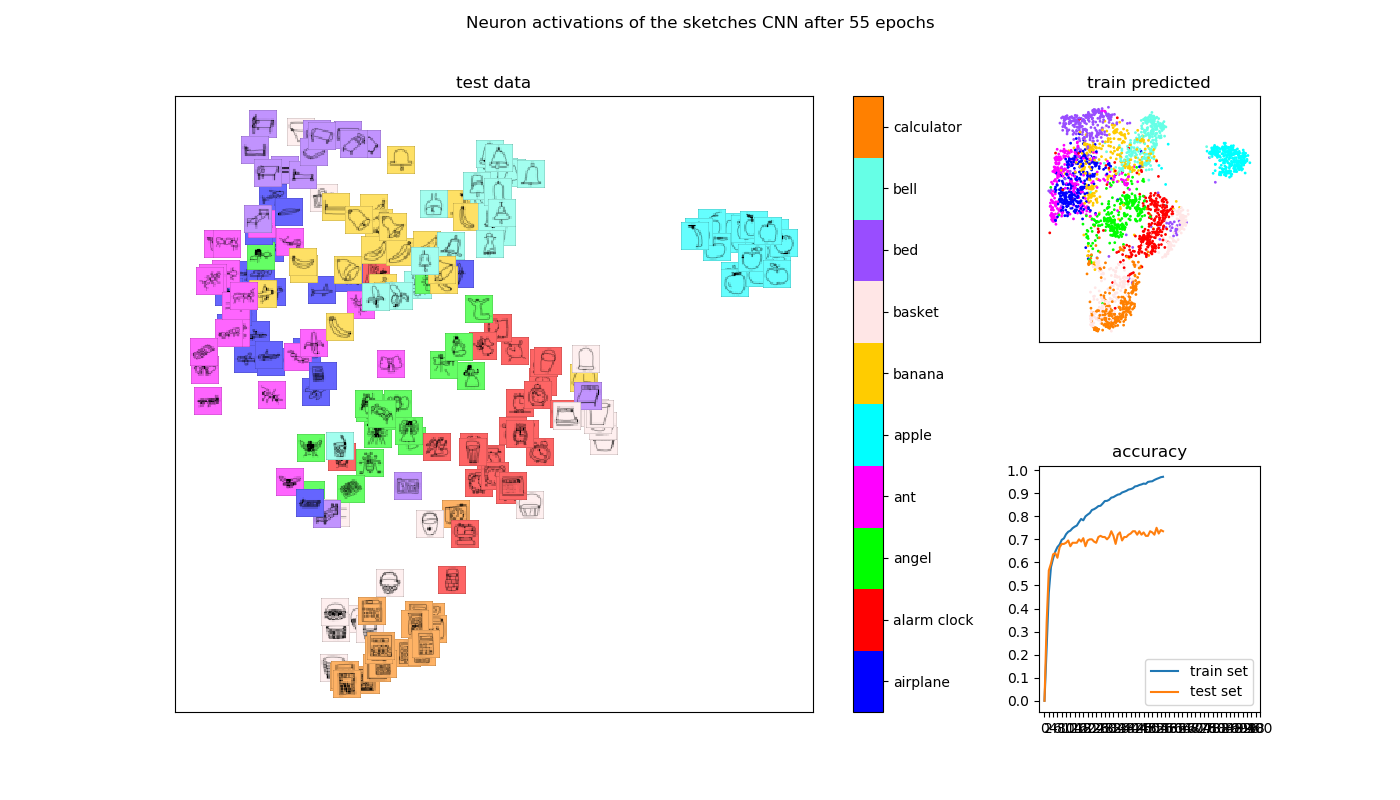 Neuron activations of the sketches CNN after 55 epochs
test data
calculator
bell
bed
basket
banana
apple
ant
angel
alarm clock
airplane
train predicted
accuracy
1.0
0.9
0.8
0.7
0.6
0.5
0.4
0.3
0.2
0.1
0.0
train set
test set